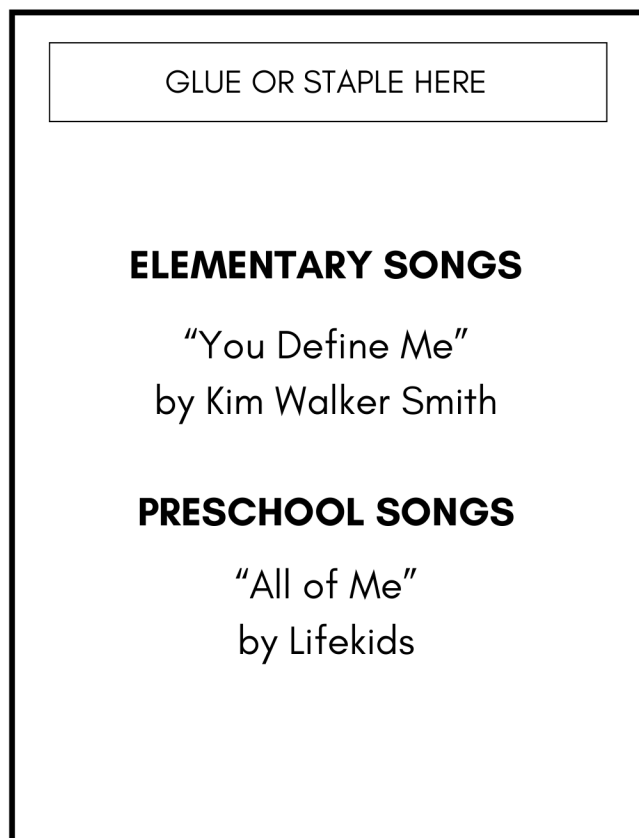 GLUE OR STAPLE HERE
ELEMENTARY SONGS
“You Define Me”
by Kim Walker Smith
PRESCHOOL SONGS
“All of Me”
by Lifekids